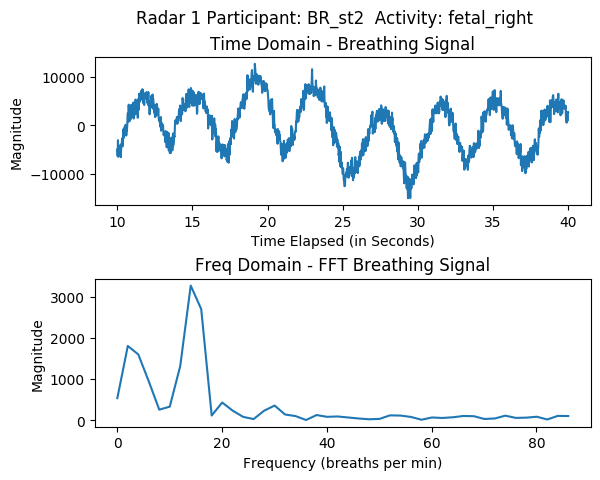 Radar 1 Participant: BR_st2  Activity: fetal_right
Time Domain - Breathing Signal
Magnitude
10000
0
−10000
10 15 20 25 30 35 40
Time Elapsed (in Seconds)
Freq Domain - FFT Breathing Signal
Magnitude
3000
2000
1000
0
0 20 40 60 80
Frequency (breaths per min)